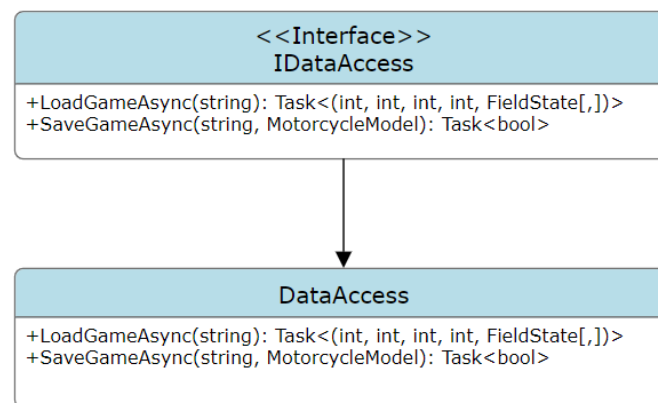 <<Interface>>
IDataAccess
+LoadGameAsync(string): Task<(int, int, int, int, FieldState[,])>
+SaveGameAsync(string, MotorcycleModel): Task<bool>
DataAccess
+LoadGameAsync(string): Task<(int, int, int, int, FieldState[,])>
+SaveGameAsync(string, MotorcycleModel): Task<bool>